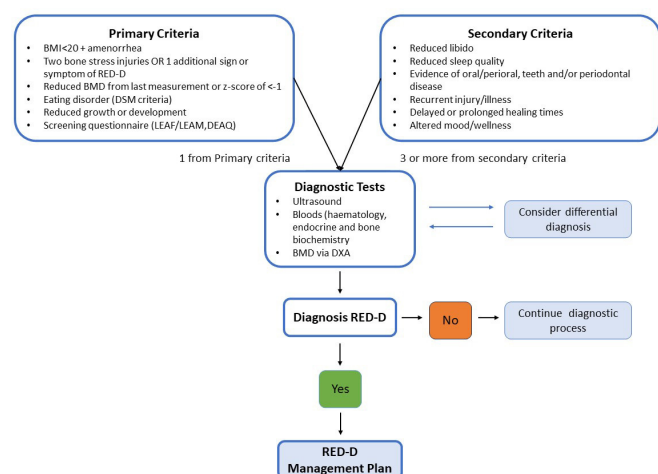 Primary Criteria
• BMI<20 + amenorrhea
• Two bone stress injuries OR 1 additional sign or
symptom of RED-D
• Reduced BMD from last measurement or z-score of <-1
• Eating disorder (DSM criteria)
• Reduced growth or development
• Screening questionnaire (LEAF/LEAM,DEAQ)
Secondary Criteria
• Reduced libido
• Reduced sleep quality
• Evidence of oral/perioral, teeth and/or periodontal
disease
• Recurrent injury/illness
• Delayed or prolonged healing times
• Altered mood/wellness
1 from Primary criteria
3 or more from secondary criteria
Diagnostic Tests
• Ultrasound
• Bloods (haematology,
endocrine and bone
biochemistry
• BMD via DXA
Consider differential
diagnosis
Diagnosis RED-D
No
Continue diagnostic
process
Yes
RED-D
Management Plan